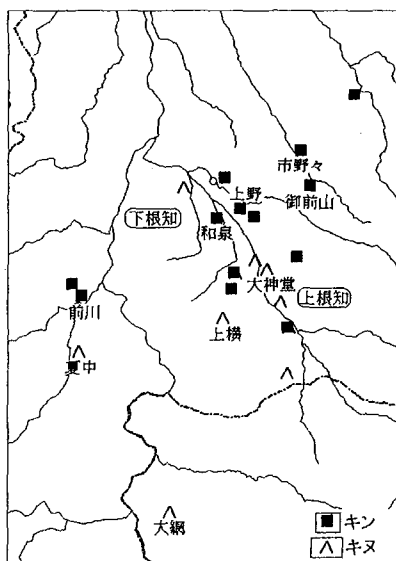 市野々
上野
御前山
下根知
和泉
大神堂
上根知
前川
上横
夏中
大網
キン
キヌ